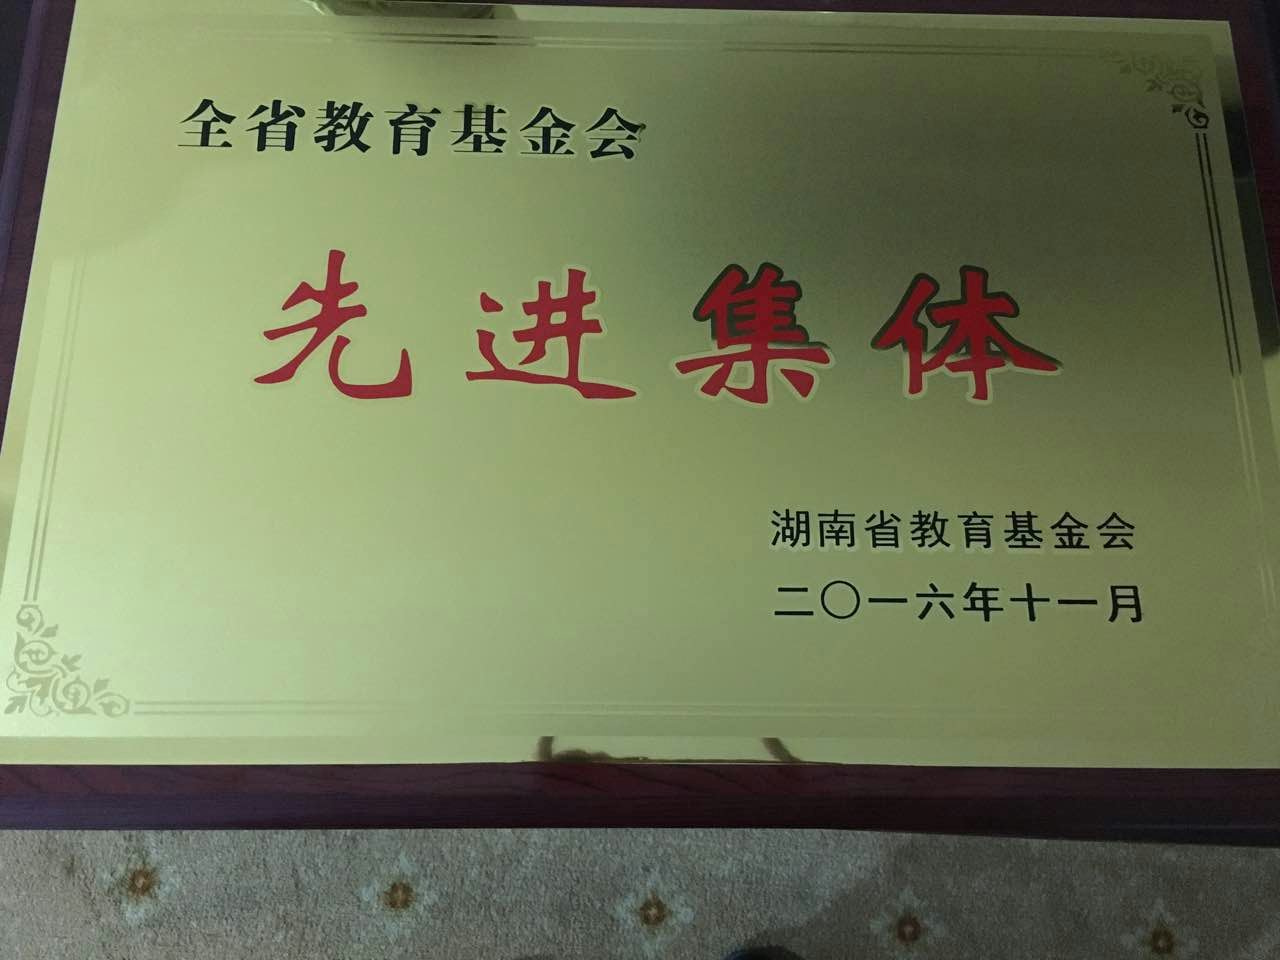 全省教育基金会
先进集体
湖南省教育基金会
二〇一六年十一月